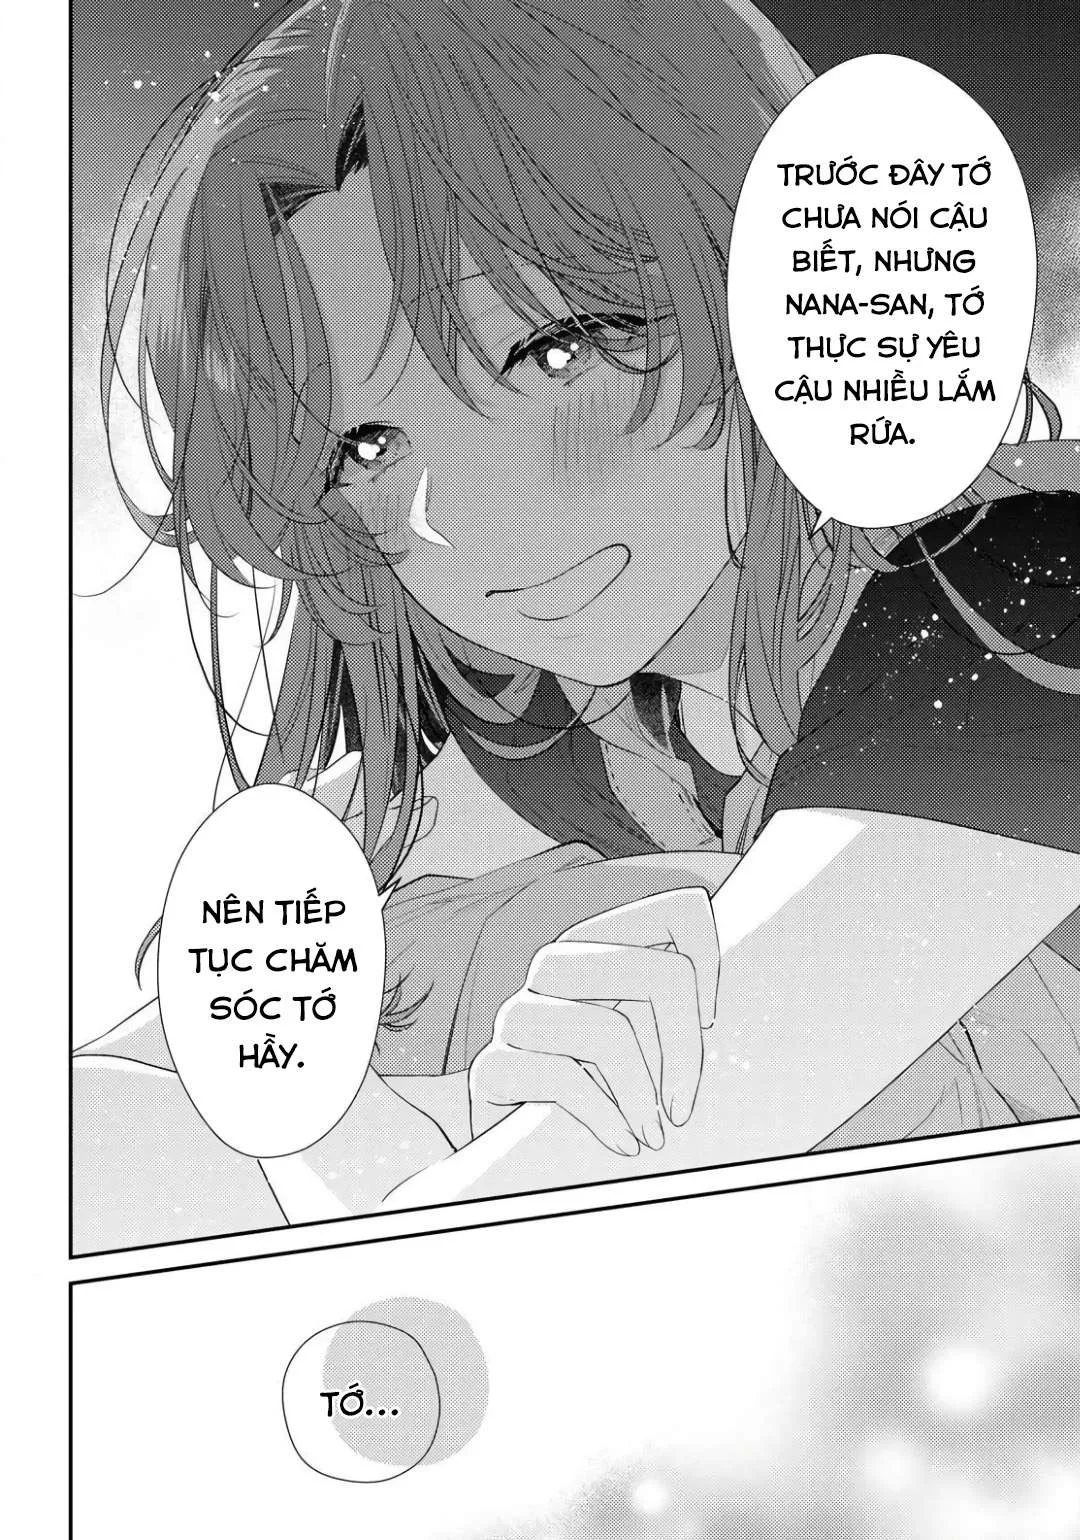 TRƯỚC ĐÂY TỚ
CHƯA NÓI CẬU
BIẾT, NHƯNG
NANA-SAN, TỚ
THỰC SỰ YÊU
CẬU NHIỀU LẮM
RỨA.
NÊN TIẾP
TỤC CHĂM
SÓC TỚ
HẦY.
TỚ...